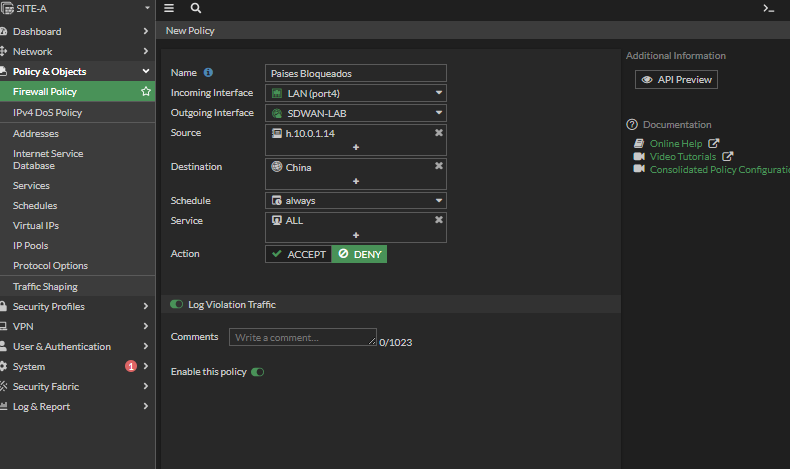 SITE-A
Dashboard
Network
Policy & Objects
Firewall Policy
IPv4 DoS Policy
Addresses
Internet Service
Database
Services
Schedules
Virtual IPs
IP Pools
Protocol Options
Traffic Shaping
Security Profiles
VPN
User & Authentication
System 1
Security Fabric
Log & Report
New Policy
Name Paises Bloqueados
Incoming Interface LAN (port4)
Outgoing Interface SDWAN-LAB
Source h.10.0.1.14
+
Destination China
+
Schedule always
Service ALL
+
Action ACCEPT DENY
Log Violation Traffic
Comments Write a comment... 0/1023
Enable this policy
Additional Information
API Preview
Documentation
Online Help
Video Tutorials
Consolidated Policy Configuratio